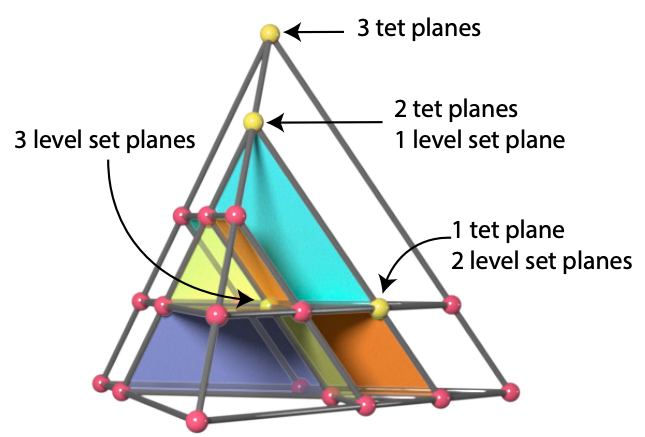 3 tet planes
2 tet planes
1 level set plane
3 level set planes
1 tet plane
2 level set planes